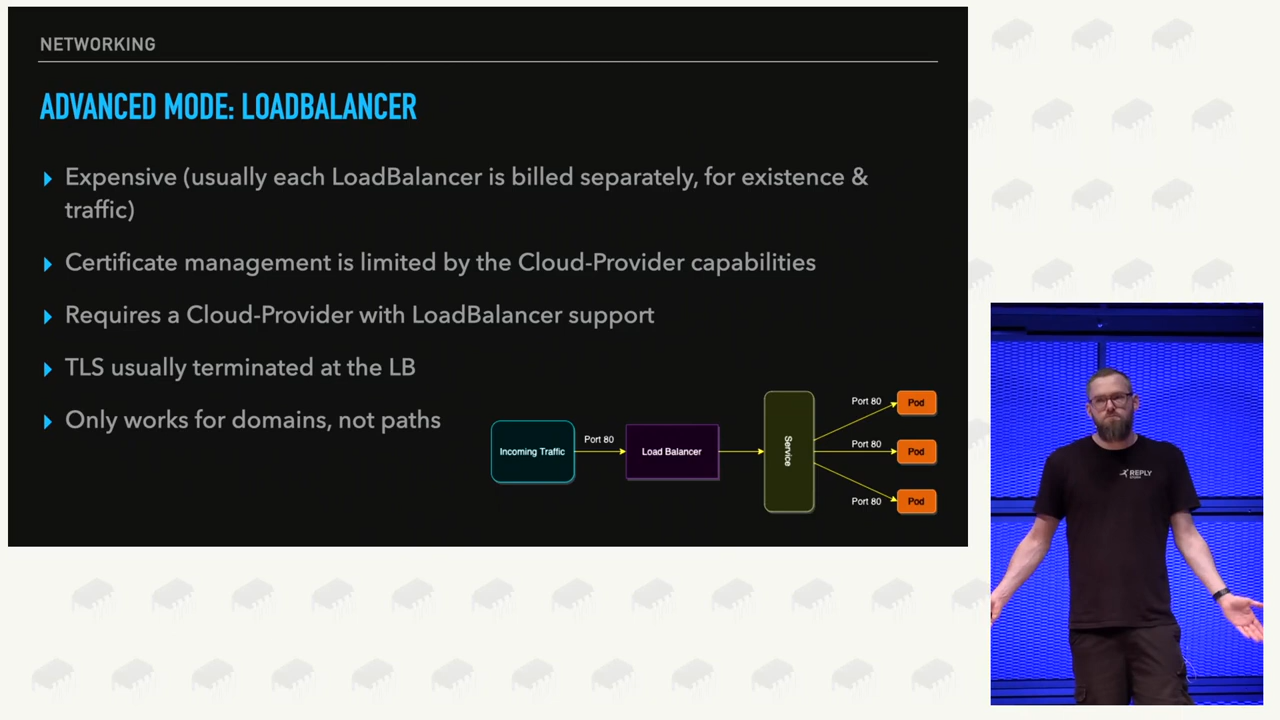 NETWORKING
ADVANCED MODE: LOADBALANCER
Expensive (usually each LoadBalancer is billed separately, for existence &
traffic)
Certificate management is limited by the Cloud-Provider capabilities
Requires a Cloud-Provider with LoadBalancer support
TLS usually terminated at the LB
Only works for domains, not paths
Incoming Traffic
Port 80
Load Balancer
Service
Port 80
Pod
Port 80
Pod
Port 80
Pod
REPLY